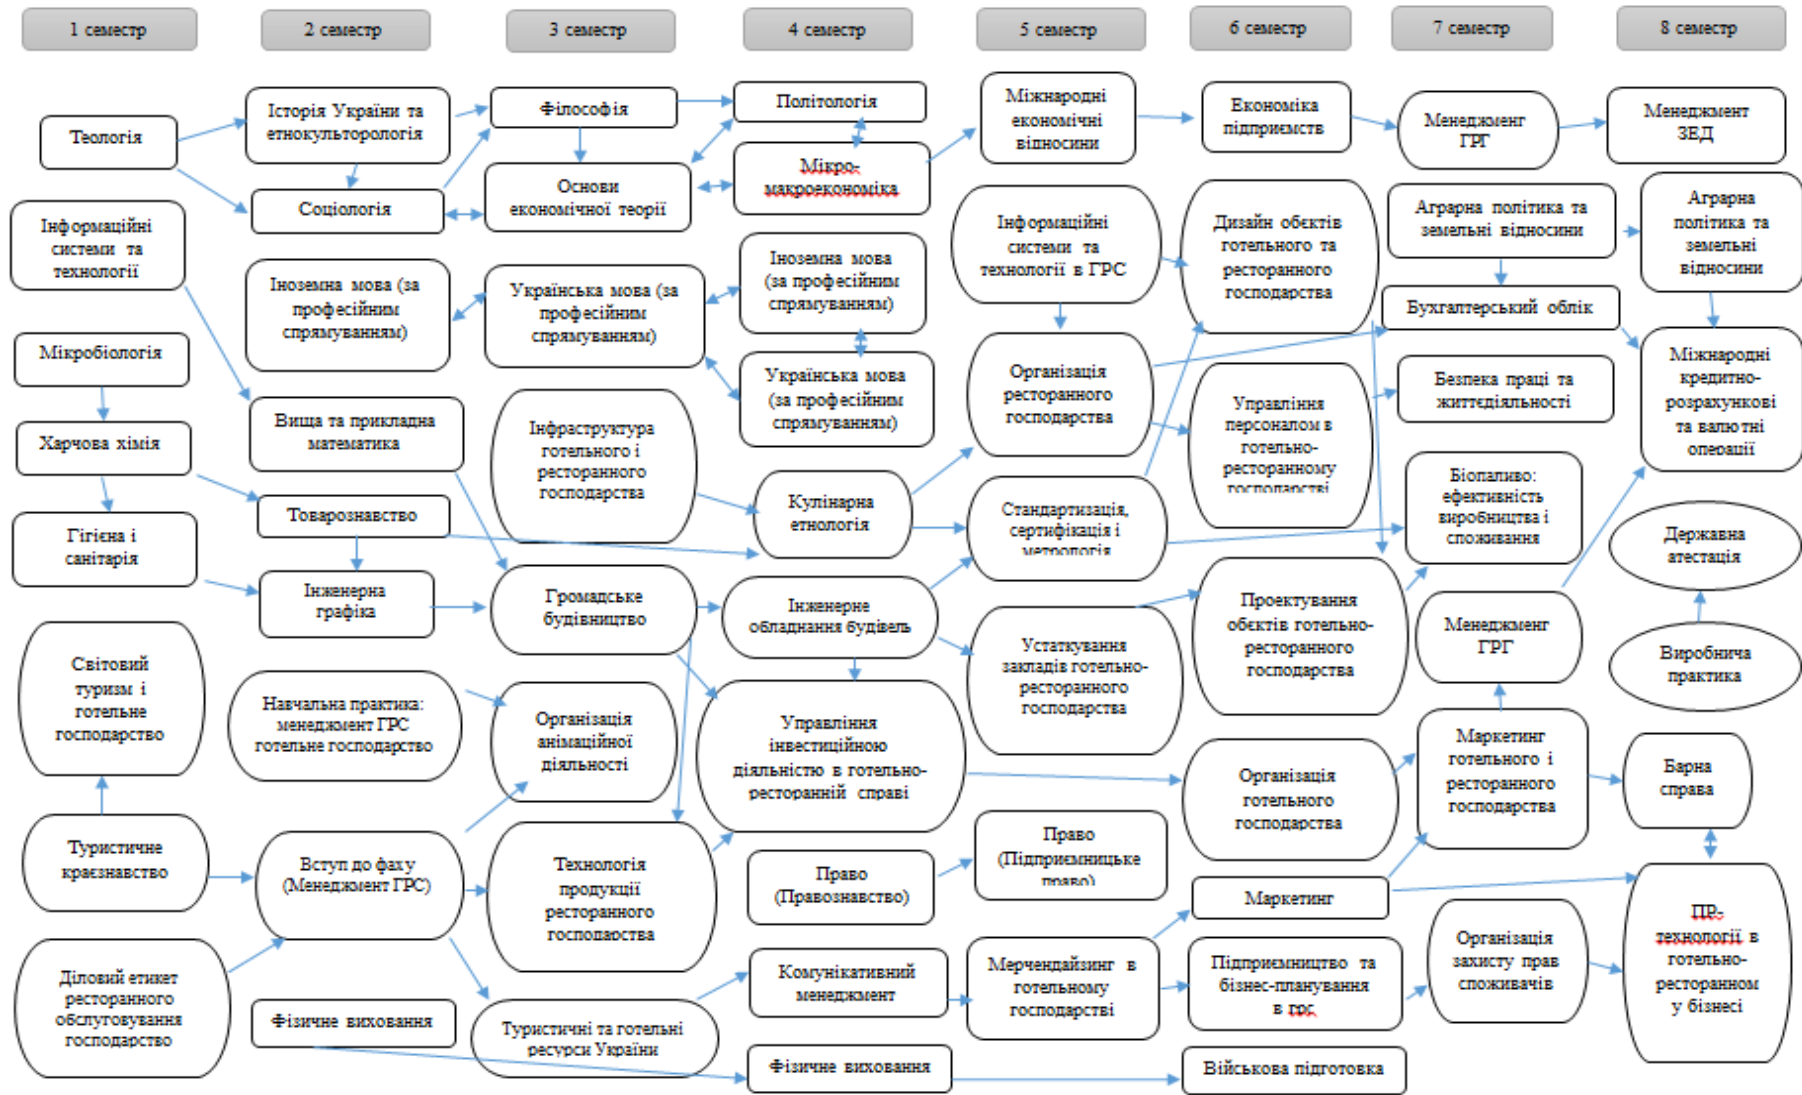 1 семестр
2 семестр
3 семестр
4 семестр
5 семестр
6 семестр
7 семестр
8 семестр
Теологія
Інформаційні
системи та
технології
Мікробіологія
Харчова хімія
Гігієна і
санітарія
Світовий
туризм і
готельне
господарство
Туристичне
краєзнавство
Діловий етикет
ресторанного
обслуговування
господарство
Історія України та
етнокульторологія
Соціологія
Іноземна мова (за
професійним
спрямуванням)
Вища та прикладна
математика
Товарознавство
Інженерна
графіка
Навчальна практика:
менеджмент ГРС
готельне господарство
Вступ до фаху
(Менеджмент ГРС)
Фізичне виховання
Філософія
Основи
економічної теорії
Українська мова (за
професійним
спрямуванням)
Інфраструктура
готельного і
ресторанного
господарства
Громадське
будівництво
Організація
анімаційної
діяльності
Технологія
продукції
ресторанного
господарства
Туристичні та готельні
ресурси України
Політологія
Мікро-
макроекономіка
Іноземна мова
(за професійним
спрямуванням)
Українська мова
(за професійним
спрямуванням)
Кулінарна
етнологія
Інженерне
обладнання будівель
Управління
інвестиційною
діяльністю в готельно-
ресторанній справі
Право
(Правознавство)
Комунікативний
менеджмент
Фізичне виховання
Міжнародні
економічні
відносини
Інформаційні
системи та
технології в ГРС
Організація
ресторанного
господарства
Стандартизація,
сертифікація і
метрологія
Устаткування
закладів готельно-
ресторанного
господарства
Право
(Підприємницьке
право)
Мерчендайзинг в
готельному
господарстві
Економіка
підприємств
Дизайн обєктів
готельного та
ресторанного
господарства
Управління
персоналом в
готельно-
ресторанному
господарстві
Проектування
обєктів готельно-
ресторанного
господарства
Організація
готельного
господарства
Маркетинг
Підприємництво та
бізнес-планування
в грс
Військова підготовка
Менеджмент
ГРГ
Аграрна політика та
земельні відносини
Бухгалтерський облік
Безпека праці та
життєдіяльності
Біопаливо:
ефективність
виробництва і
споживання
Менеджменг
ГРГ
Маркетинг
готельного і
ресторанного
господарства
Організація
захисту прав
споживачів
Менеджмент
ЗЕД
Аграрна
політика та
земельні
відносини
Міжнародні
кредитно-
розрахункові
та валютні
операції
Державна
атестація
Виробнича
практика
Барна
справа
ПР-
технології в
готельно-
ресторанном
у бізнесі